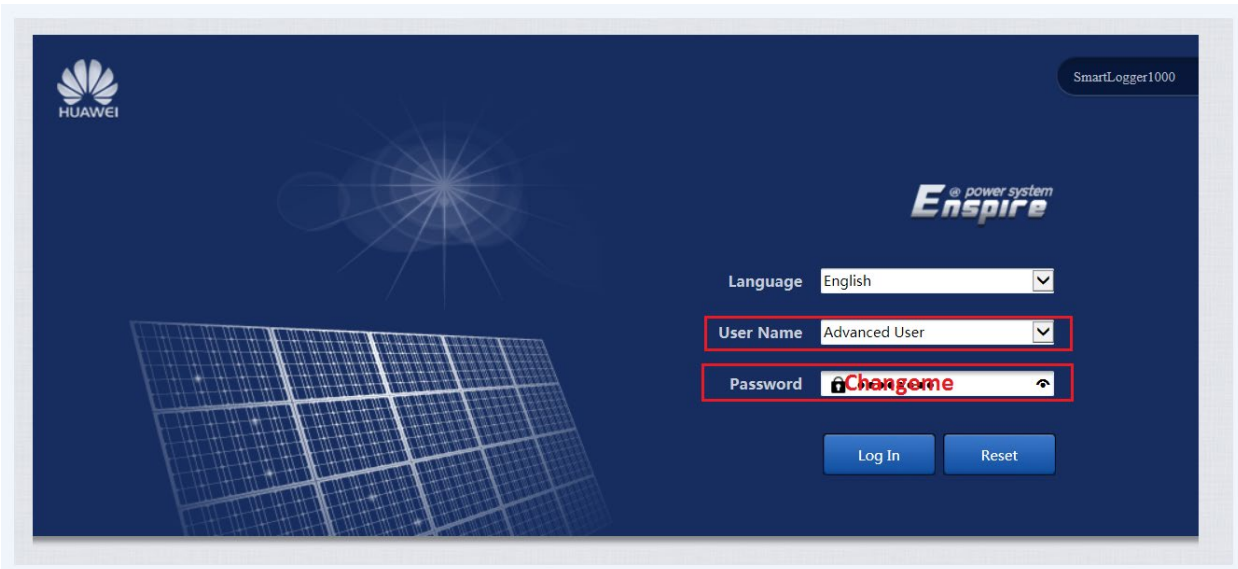 HUAWEI
SmartLogger1000
Enspire @ power system
Language English
User Name Advanced User
Password Changeme
Log In Reset